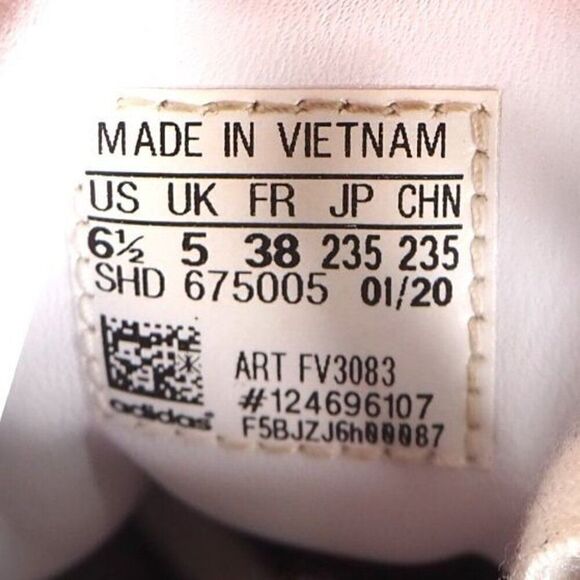 MADE IN VIETNAM
US UK FR JP CHN
6½ 5 38 235 235
SHD 675005 01/20
ART FV3083
#124696107
adidas®
F5BJZJ6h00087